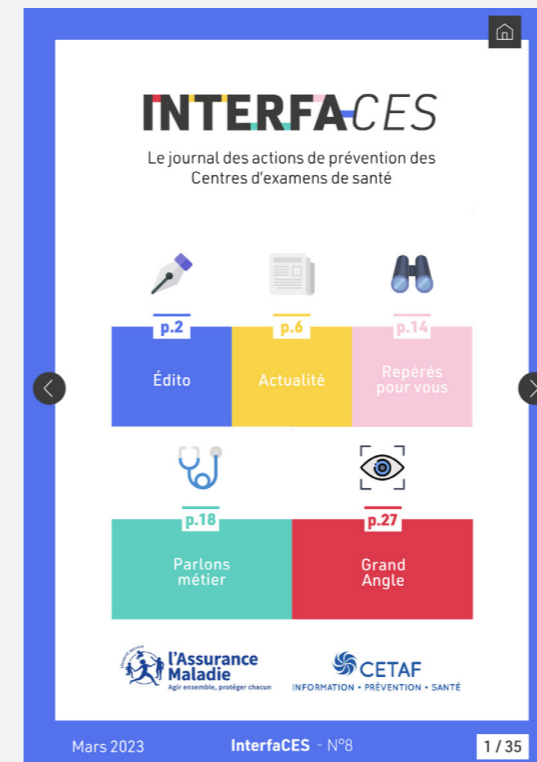 INTERFACES
Le journal des actions de prévention des
Centres d'examens de santé
p.2
p.6
p.14
Édito
Actualité
Repérés
pour vous
p.18
p.27
Parlons
métier
Grand
Angle
l'Assurance
Maladie
Agir ensemble, protéger chacun
CETAF
INFORMATION • PRÉVENTION • SANTÉ
Mars 2023
InterfaCES - N°8
1 / 35